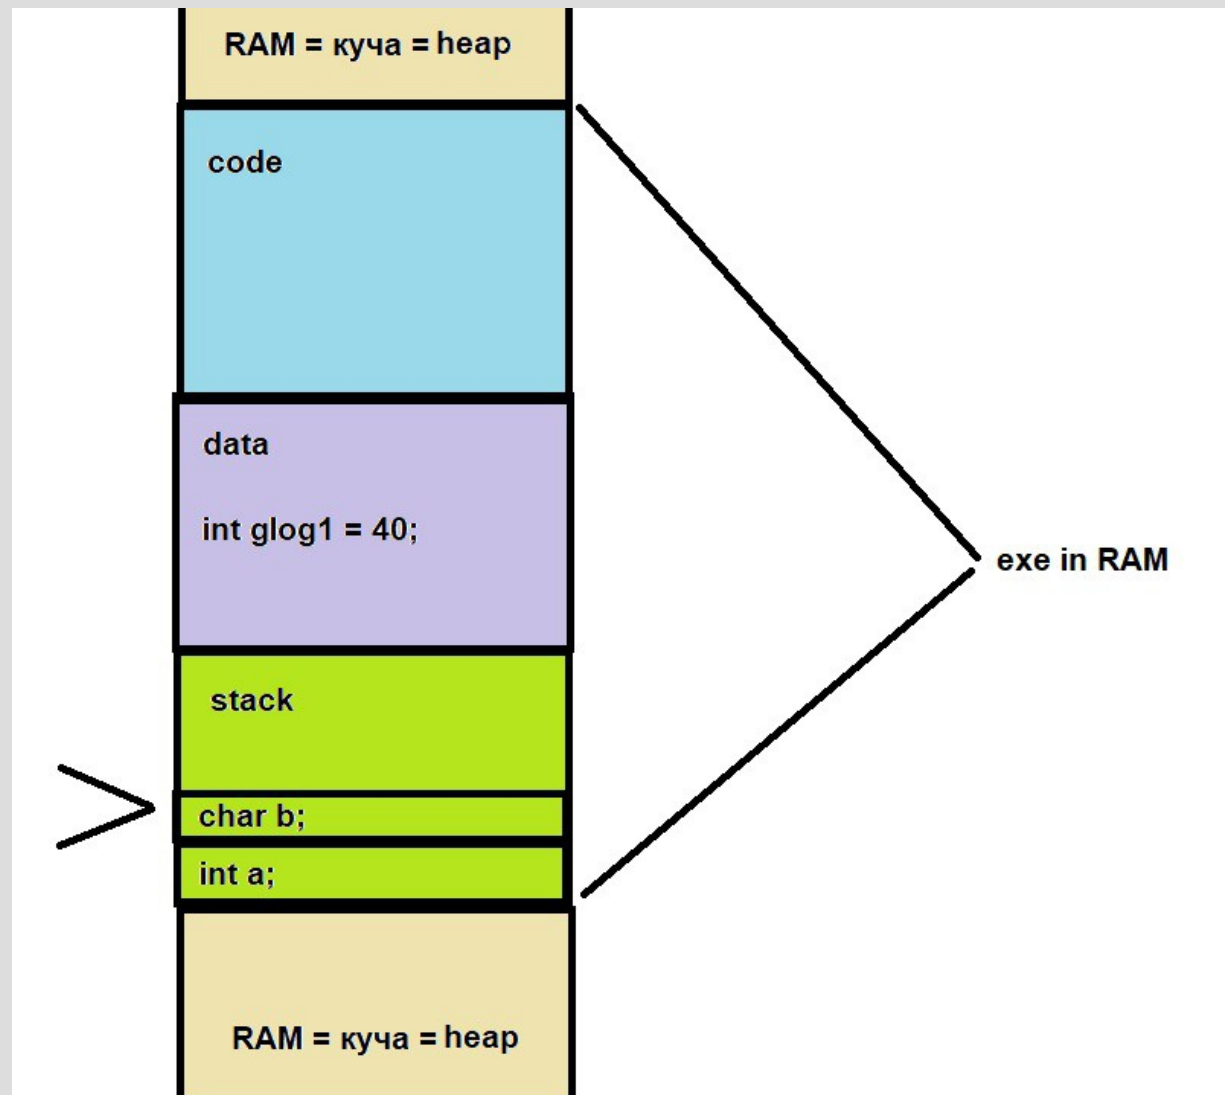 RAM = куча = heap
code
data
int glog1 = 40;
exe in RAM
stack
char b;
int a;
RAM = куча = heap